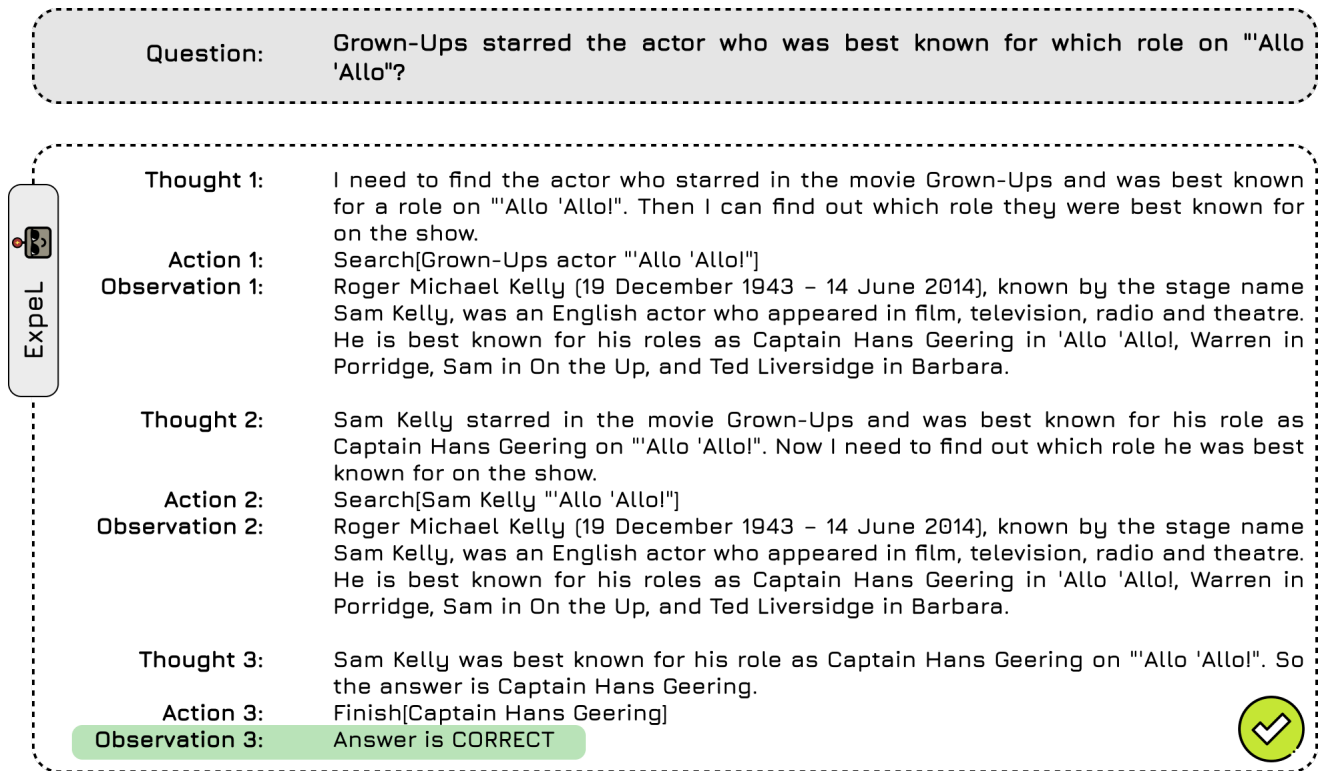 Question:
Grown-Ups starred the actor who was best known for which role on "'Allo
'Allo"?
ExpeL
Thought 1:
I need to find the actor who starred in the movie Grown-Ups and was best known
for a role on "'Allo 'Allo!". Then I can find out which role they were best known for
on the show.
Action 1:
Search[Grown-Ups actor "'Allo 'Allo!"]
Observation 1:
Roger Michael Kelly (19 December 1943 – 14 June 2014), known by the stage name
Sam Kelly, was an English actor who appeared in film, television, radio and theatre.
He is best known for his roles as Captain Hans Geering in 'Allo 'Allo!, Warren in
Porridge, Sam in On the Up, and Ted Liversidge in Barbara.
Thought 2:
Sam Kelly starred in the movie Grown-Ups and was best known for his role as
Captain Hans Geering on "'Allo 'Allo!". Now I need to find out which role he was best
known for on the show.
Action 2:
Search[Sam Kelly "'Allo 'Allo!"]
Observation 2:
Roger Michael Kelly (19 December 1943 – 14 June 2014), known by the stage name
Sam Kelly, was an English actor who appeared in film, television, radio and theatre.
He is best known for his roles as Captain Hans Geering in 'Allo 'Allo!, Warren in
Porridge, Sam in On the Up, and Ted Liversidge in Barbara.
Thought 3:
Sam Kelly was best known for his role as Captain Hans Geering on "'Allo 'Allo!". So
the answer is Captain Hans Geering.
Action 3:
Finish[Captain Hans Geering]
Observation 3:
Answer is CORRECT